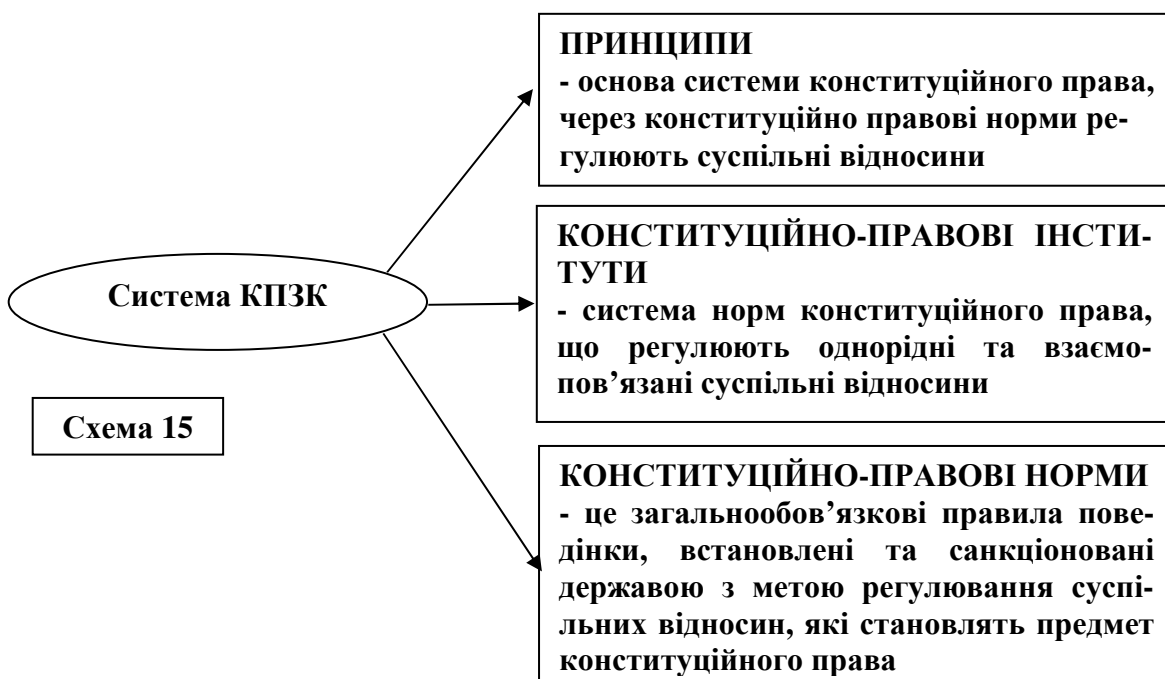 ПРИНЦИПИ
- основа системи конституційного права,
через конституційно правові норми ре-
гулюють суспільні відносини
КОНСТИТУЦІЙНО-ПРАВОВІ ІНСТИ-
ТУТИ
- система норм конституційного права,
що регулюють однорідні та взаємо-
пов’язані суспільні відносини
Система КПЗК
Схема 15
КОНСТИТУЦІЙНО-ПРАВОВІ НОРМИ
- це загальнообов’язкові правила пове-
дінки, встановлені та санкціоновані
державою з метою регулювання суспі-
льних відносин, які становлять предмет
конституційного права